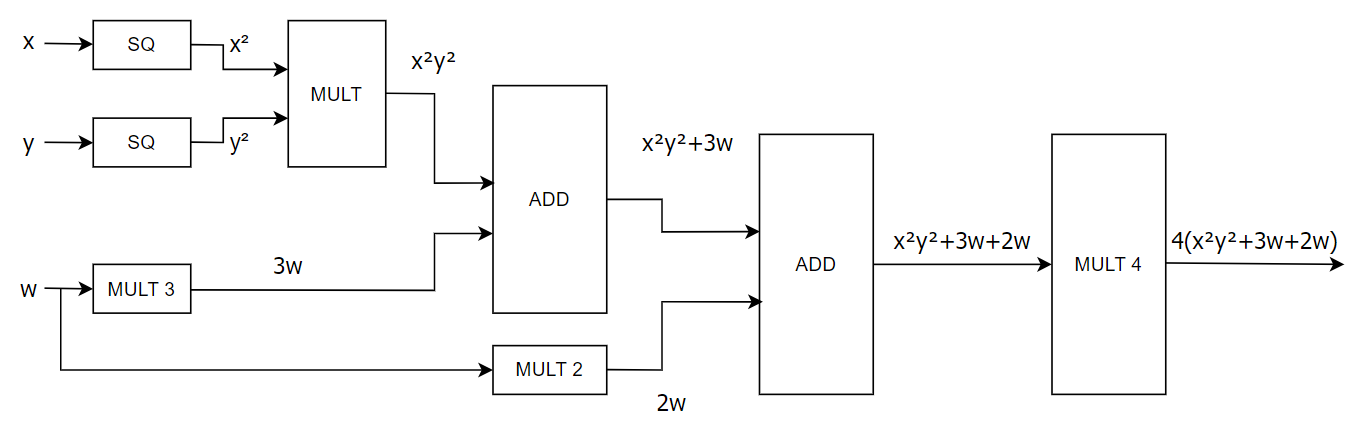 x
SQ
x²
MULT
x²y²
y
SQ
y²
ADD
x²y²+3w
w
MULT 3
3w
MULT 2
2w
ADD
x²y²+3w+2w
MULT 4
4(x²y²+3w+2w)